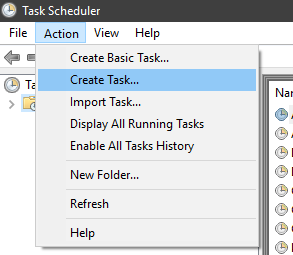 Task Scheduler
File Action View Help
Create Basic Task...
Create Task...
Import Task...
Display All Running Tasks
Enable All Tasks History
New Folder...
Refresh
Help